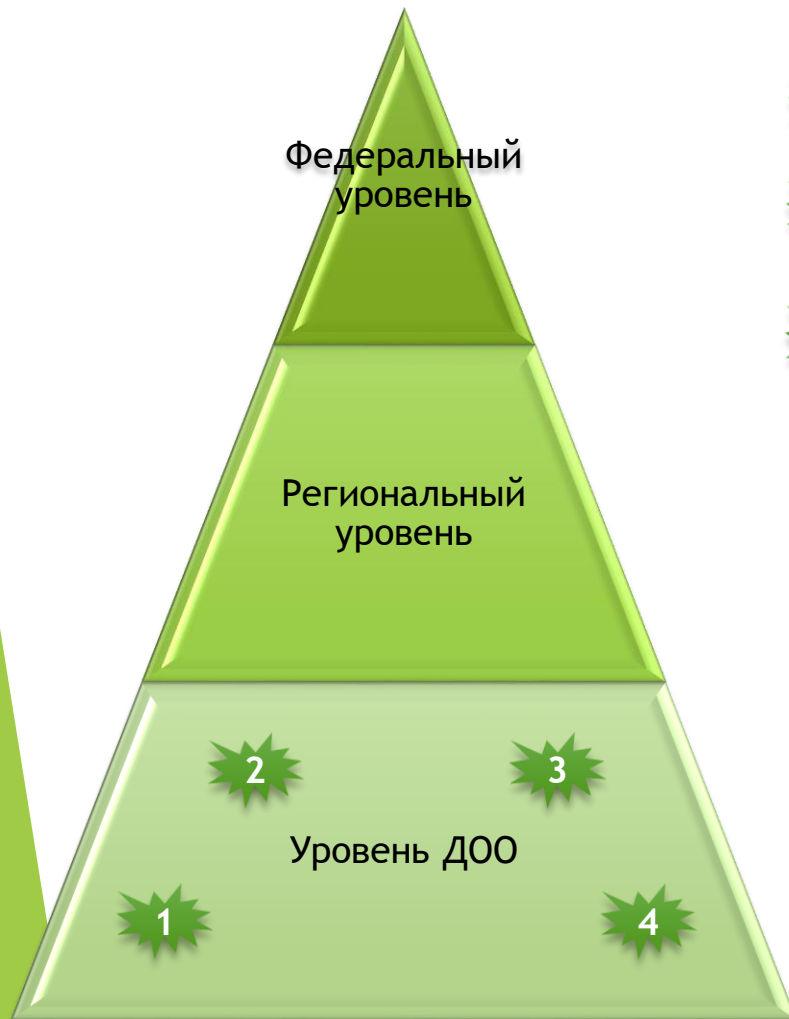 Федеральный
уровень
Региональный
уровень
2 3
Уровень ДОО
1 4